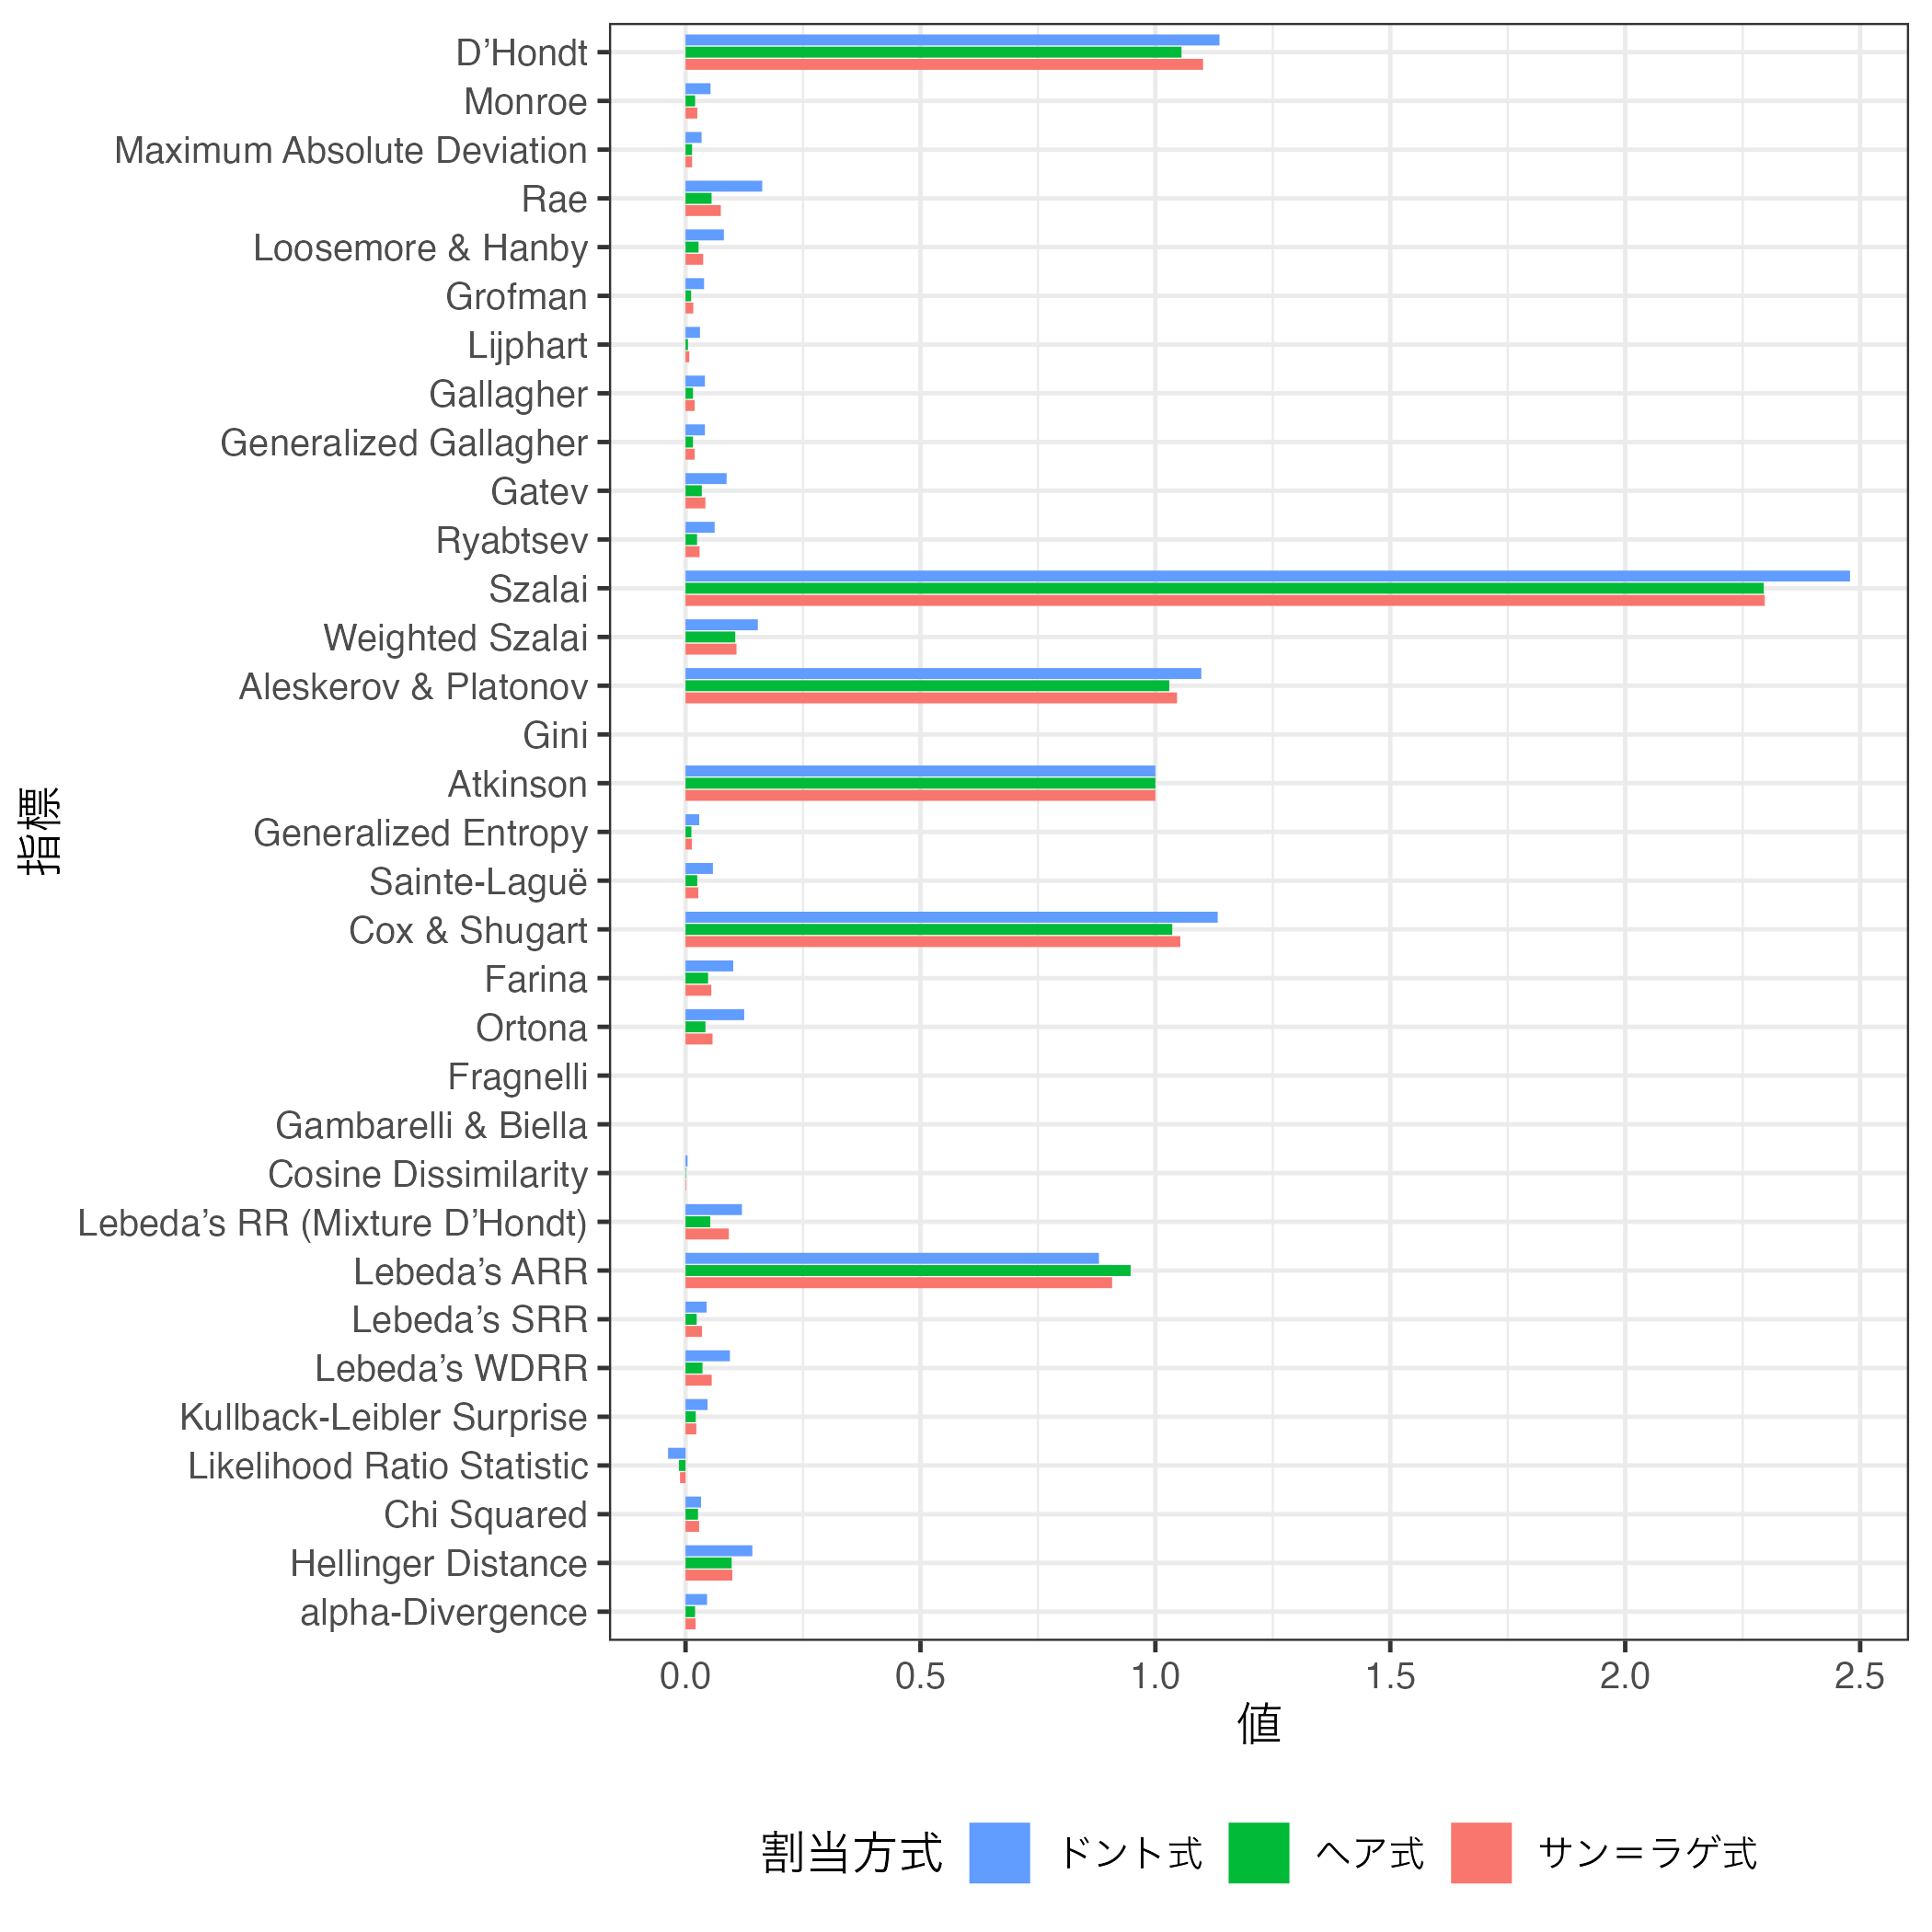 D’Hondt
Monroe
Maximum Absolute Deviation
Rae
Loosemore & Hanby
Grofman
Lijphart
Gallagher
Generalized Gallagher
Gatev
Ryabtsev
Szalai
Weighted Szalai
Aleskerov & Platonov
Gini
Atkinson
Generalized Entropy
Sainte-Laguë
Cox & Shugart
Farina
Ortona
Fragnelli
Gambarelli & Biella
Cosine Dissimilarity
Lebeda’s RR (Mixture D’Hondt)
Lebeda’s ARR
Lebeda’s SRR
Lebeda’s WDRR
Kullback-Leibler Surprise
Likelihood Ratio Statistic
Chi Squared
Hellinger Distance
alpha-Divergence
指標
0.0 0.5 1.0 1.5 2.0 2.5
値
割当方式 ドント式 ヘア式 サン＝ラゲ式